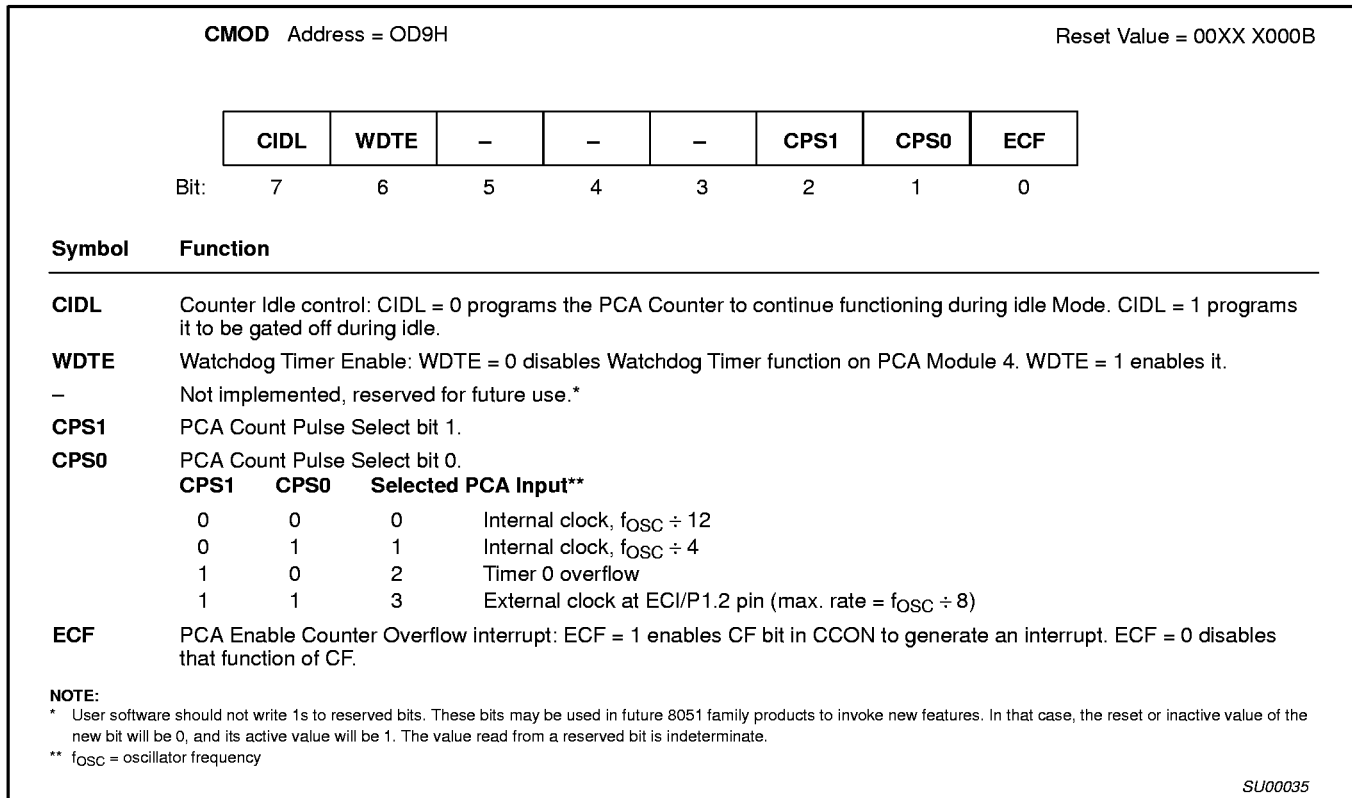 CMOD Address = OD9H Reset Value = 00XX X000B
CIDL WDTE – – – CPS1 CPS0 ECF
Bit: 7 6 5 4 3 2 1 0
Symbol Function
CIDL Counter Idle control: CIDL = 0 programs the PCA Counter to continue functioning during idle Mode. CIDL = 1 programs
it to be gated off during idle.
WDTE Watchdog Timer Enable: WDTE = 0 disables Watchdog Timer function on PCA Module 4. WDTE = 1 enables it.
– Not implemented, reserved for future use.*
CPS1 PCA Count Pulse Select bit 1.
CPS0 PCA Count Pulse Select bit 0.
CPS1 CPS0 Selected PCA Input**
0 0 0 Internal clock, fOSC ÷ 12
0 1 1 Internal clock, fOSC ÷ 4
1 0 2 Timer 0 overflow
1 1 3 External clock at ECI/P1.2 pin (max. rate = fOSC ÷ 8)
ECF PCA Enable Counter Overflow interrupt: ECF = 1 enables CF bit in CCON to generate an interrupt. ECF = 0 disables
that function of CF.
NOTE:
* User software should not write 1s to reserved bits. These bits may be used in future 8051 family products to invoke new features. In that case, the reset or inactive value of the
new bit will be 0, and its active value will be 1. The value read from a reserved bit is indeterminate.
** fOSC = oscillator frequency
SU00035